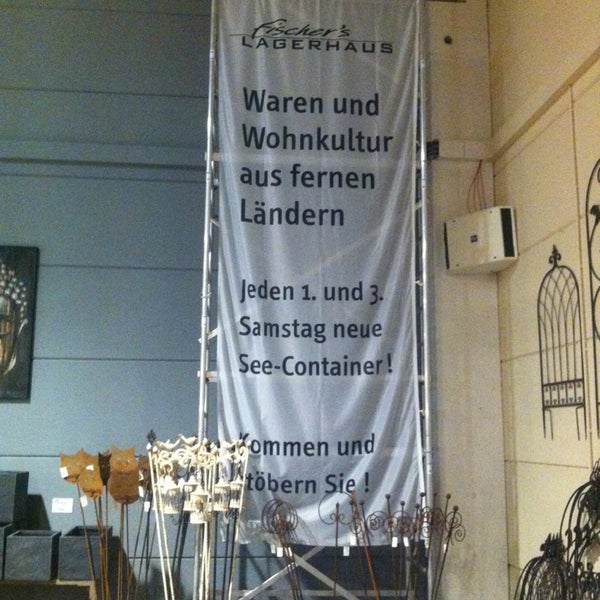 fischer's
LAGERHAUS
Waren und
Wohnkultur
aus fernen
Ländern
Jeden 1. und 3.
Samstag neue
See-Container!
Kommen und
stöbern Sie!